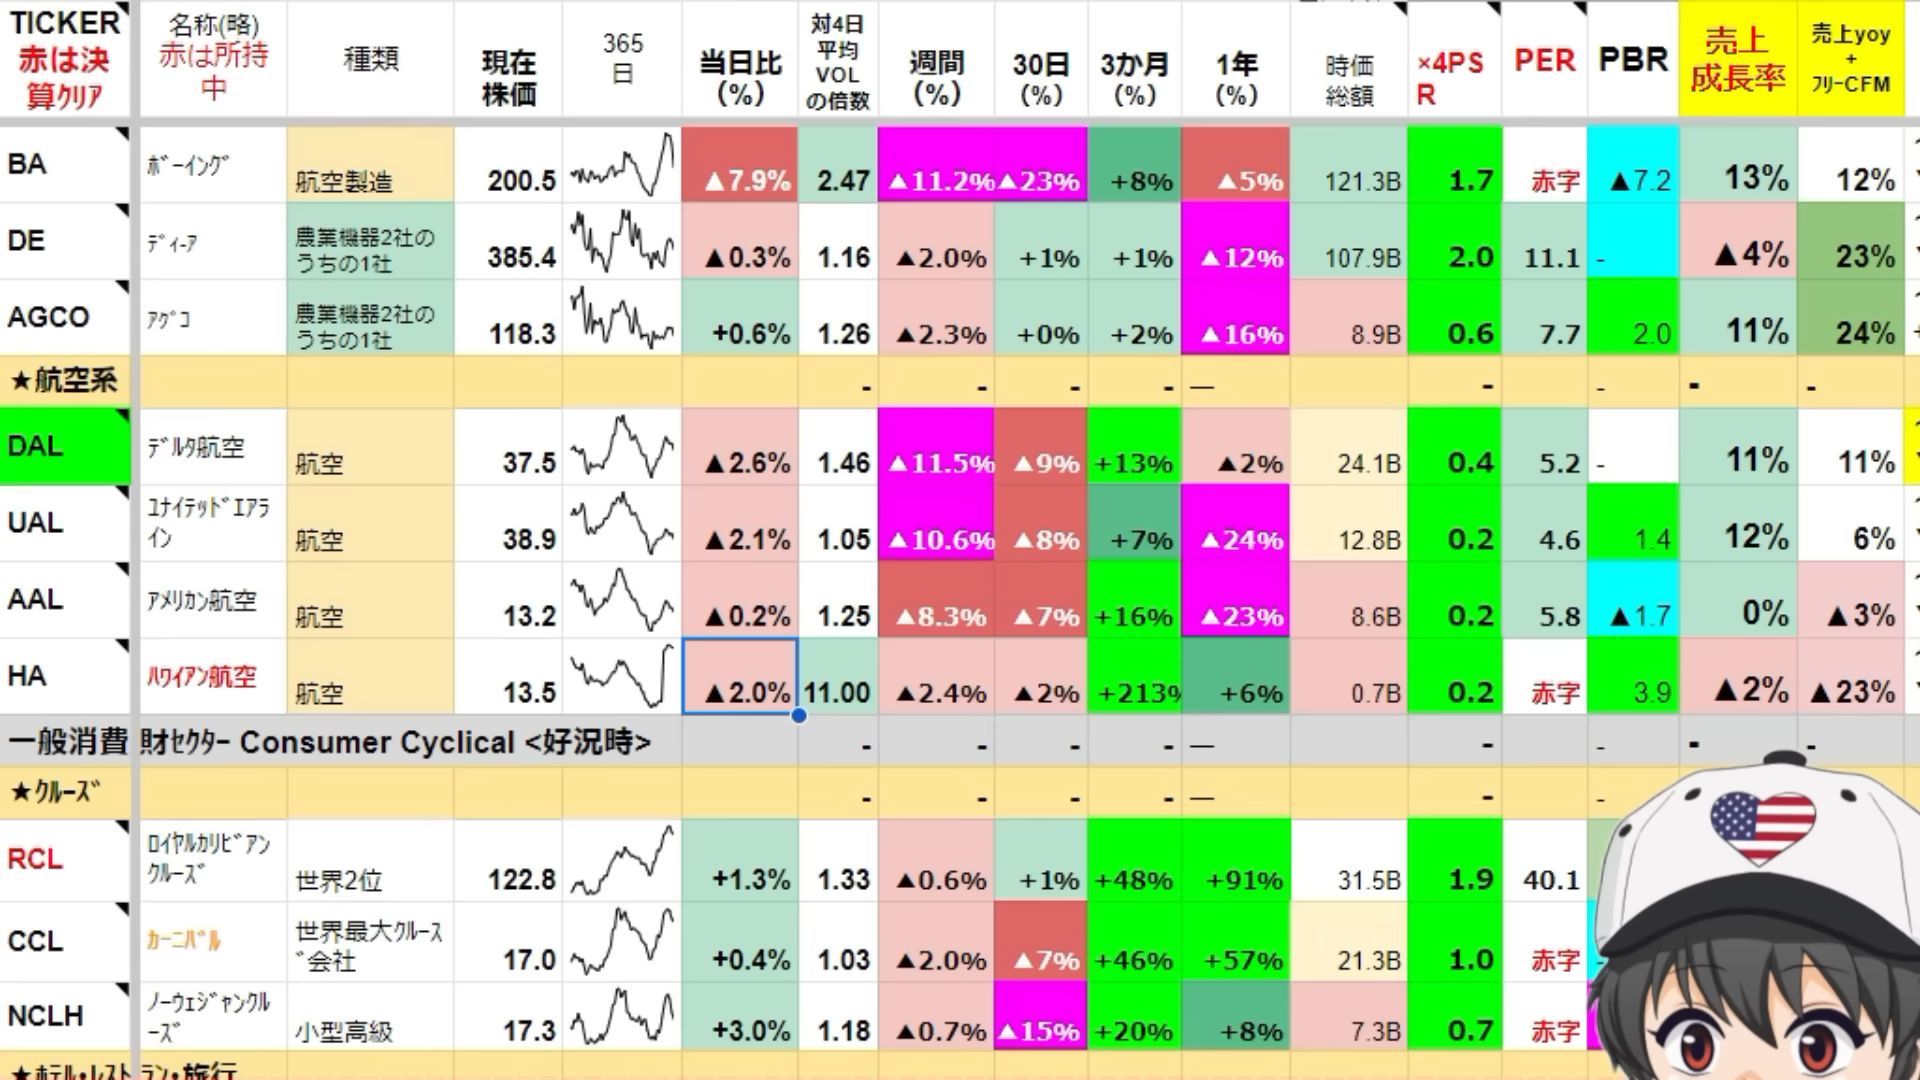 TICKER 赤は決算ｸﾘｱ 名称(略) 赤は所持中 種類 現在株価 365日 当日比(%) 対4日平均VOLの倍数 週間(%) 30日(%) 3か月(%) 1年(%) 時価総額 ×4PSR PER PBR 売上成長率 売上yoy+ﾌﾘｰCFM
BA ﾎﾞｰｲﾝｸﾞ 航空製造 200.5 ▲7.9% 2.47 ▲11.2% ▲23% +8% ▲5% 121.3B 1.7 赤字 ▲7.2 13% 12%
DE ﾃﾞｨ-ｱ 農業機器2社のうちの1社 385.4 ▲0.3% 1.16 ▲2.0% +1% +1% ▲12% 107.9B 2.0 11.1 - ▲4% 23%
AGCO ｱｸﾞｺ 農業機器2社のうちの1社 118.3 +0.6% 1.26 ▲2.3% +0% +2% ▲16% 8.9B 0.6 7.7 2.0 11% 24%
★航空系 - - - - — - - - -
DAL ﾃﾞﾙﾀ航空 航空 37.5 ▲2.6% 1.46 ▲11.5% ▲9% +13% ▲2% 24.1B 0.4 5.2 - 11% 11%
UAL ﾕﾅｲﾃｯﾄﾞｴｱﾗｲﾝ 航空 38.9 ▲2.1% 1.05 ▲10.6% ▲8% +7% ▲24% 12.8B 0.2 4.6 1.4 12% 6%
AAL ｱﾒﾘｶﾝ航空 航空 13.2 ▲0.2% 1.25 ▲8.3% ▲7% +16% ▲23% 8.6B 0.2 5.8 ▲1.7 0% ▲3%
HA ﾊﾜｲｱﾝ航空 航空 13.5 ▲2.0% 11.00 ▲2.4% ▲2% +213% +6% 0.7B 0.2 赤字 3.9 ▲2% ▲23%
一般消費財ｾｸﾀｰ Consumer Cyclical <好況時> - - - - — - - - -
★ｸﾙｰｽﾞ - - - - — - -
RCL ﾛｲﾔﾙｶﾘﾋﾞｱﾝｸﾙｰｽﾞ 世界2位 122.8 +1.3% 1.33 ▲0.6% +1% +48% +91% 31.5B 1.9 40.1
CCL ｶｰﾆﾊﾞﾙ 世界最大ｸﾙｰｽﾞ会社 17.0 +0.4% 1.03 ▲2.0% ▲7% +46% +57% 21.3B 1.0 赤字
NCLH ﾉｰｳｪｼﾞｬﾝｸﾙｰｽﾞ 小型高級 17.3 +3.0% 1.18 ▲0.7% ▲15% +20% +8% 7.3B 0.7 赤字
★ﾎﾃﾙ・ﾚｽﾄﾗﾝ・旅行